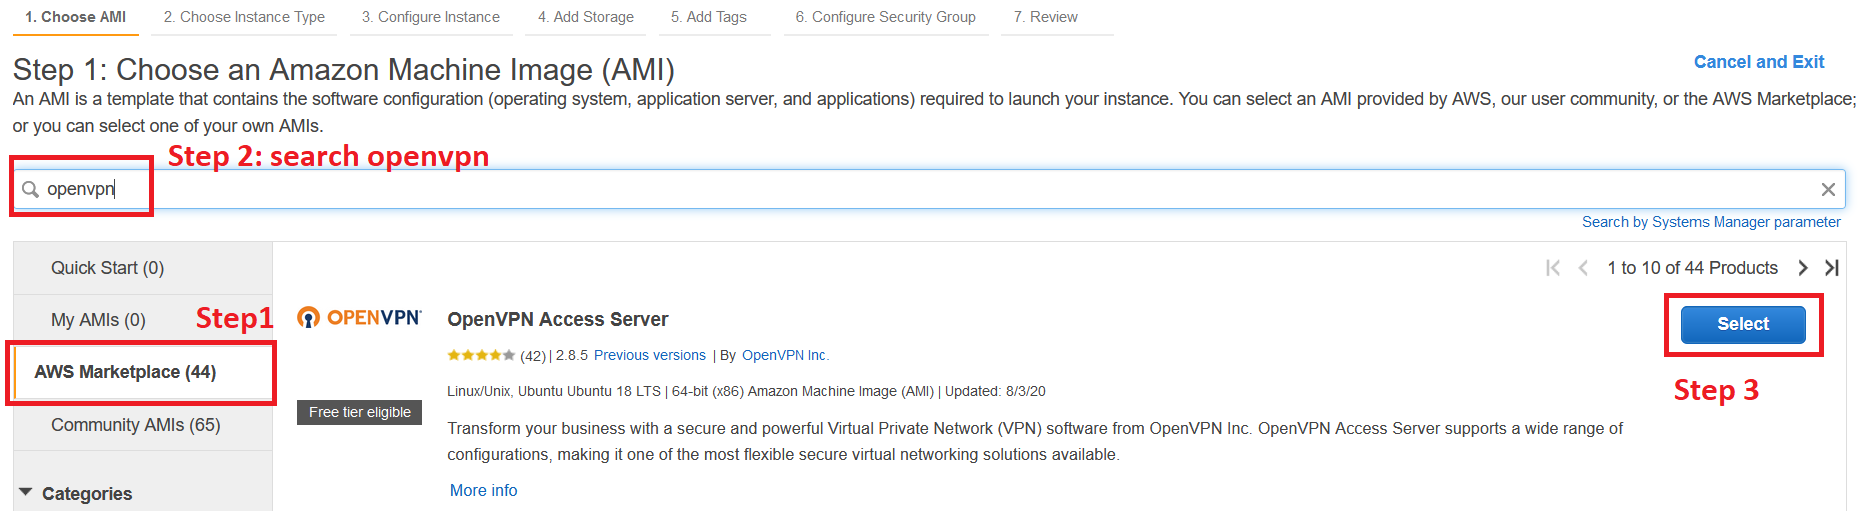 1. Choose AMI 2. Choose Instance Type 3. Configure Instance 4. Add Storage 5. Add Tags 6. Configure Security Group 7. Review
Step 1: Choose an Amazon Machine Image (AMI)
Cancel and Exit
An AMI is a template that contains the software configuration (operating system, application server, and applications) required to launch your instance. You can select an AMI provided by AWS, our user community, or the AWS Marketplace;
or you can select one of your own AMIs.
Step 2: search openvpn
openvpn
Search by Systems Manager parameter
Quick Start (0)
1 to 10 of 44 Products
My AMIs (0)
Step1
AWS Marketplace (44)
Community AMIs (65)
Categories
OPENVPN
OpenVPN Access Server
Select
(42) | 2.8.5 Previous versions | By OpenVPN Inc.
Linux/Unix, Ubuntu Ubuntu 18 LTS | 64-bit (x86) Amazon Machine Image (AMI) | Updated: 8/3/20
Step 3
Free tier eligible
Transform your business with a secure and powerful Virtual Private Network (VPN) software from OpenVPN Inc. OpenVPN Access Server supports a wide range of
configurations, making it one of the most flexible secure virtual networking solutions available.
More info